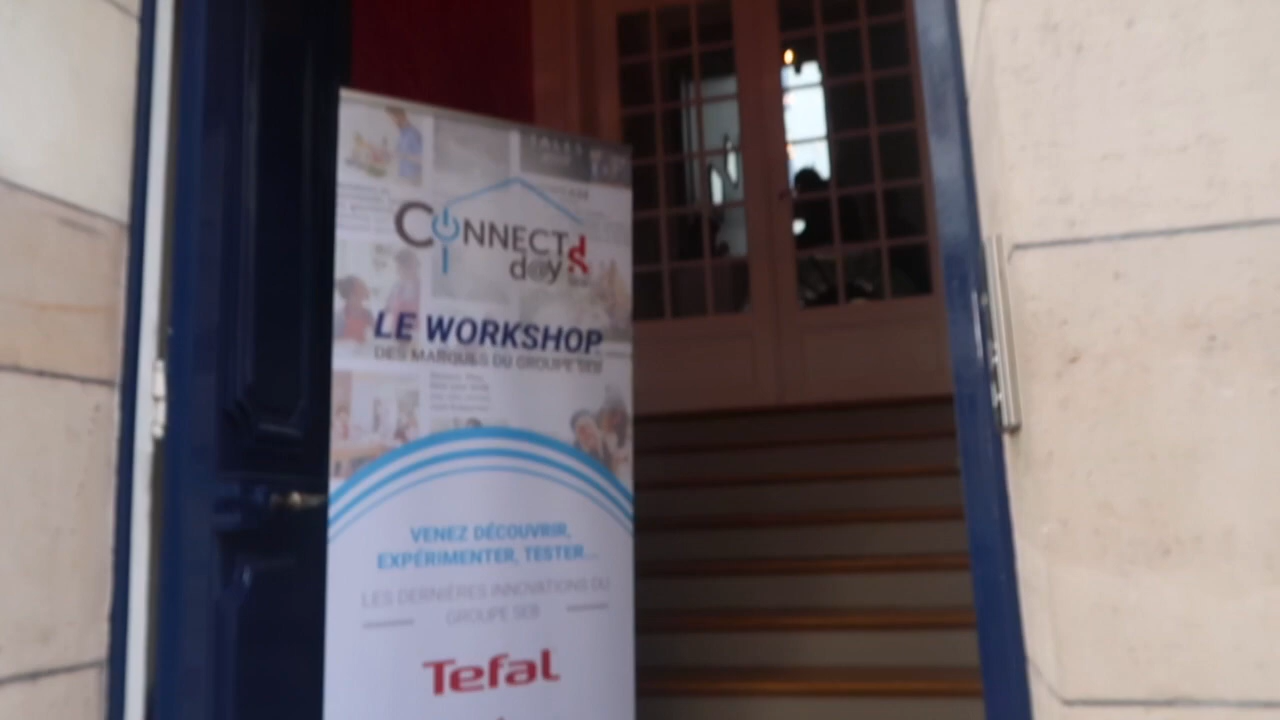 CONNECT
d@y
LE WORKSHOP
DES MARQUES DU GROUPE SEB
VENEZ DÉCOUVRIR,
EXPÉRIMENTER, TESTER...
LES DERNIÈRES INNOVATIONS DU
GROUPE SEB
Tefal